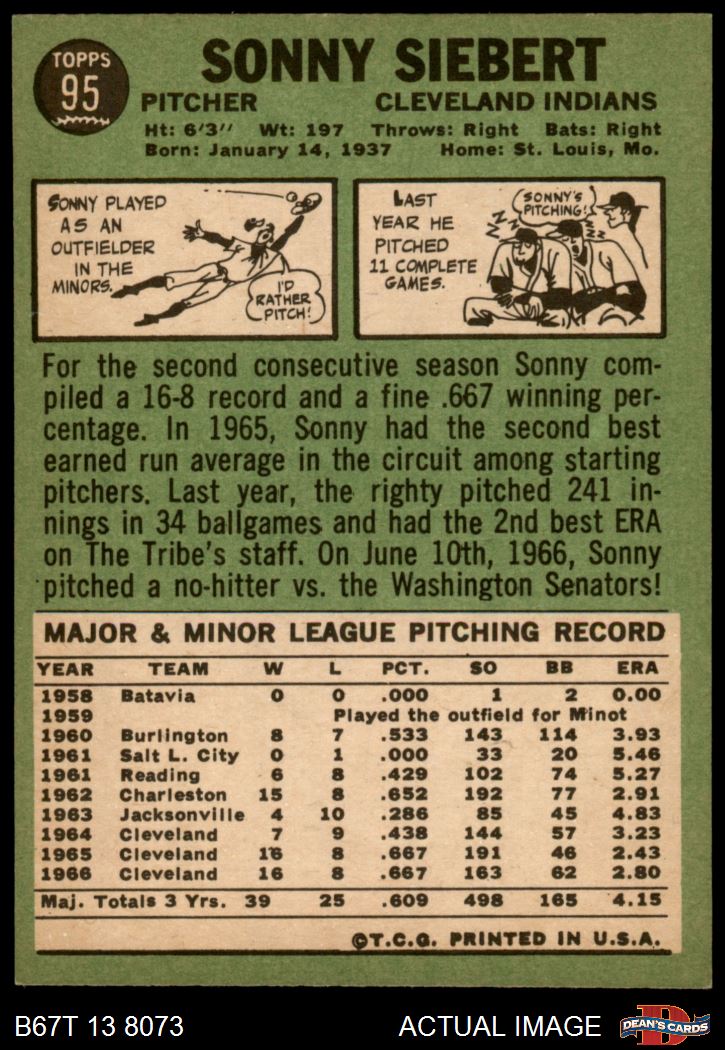 TOPPS
95
SONNY SIEBERT
PITCHER CLEVELAND INDIANS
Ht: 6'3" Wt: 197 Throws: Right Bats: Right
Born: January 14, 1937 Home: St. Louis, Mo.
SONNY PLAYED
AS AN
OUTFIELDER
IN THE
MINORS.
I'D
RATHER
PITCH!
LAST
YEAR HE
PITCHED
11 COMPLETE
GAMES.
SONNY'S
PITCHING!
Z Z Z
Z Z Z
For the second consecutive season Sonny com-
piled a 16-8 record and a fine .667 winning per-
centage. In 1965, Sonny had the second best
earned run average in the circuit among starting
pitchers. Last year, the righty pitched 241 in-
nings in 34 ballgames and had the 2nd best ERA
on The Tribe's staff. On June 10th, 1966, Sonny
pitched a no-hitter vs. the Washington Senators!
MAJOR & MINOR LEAGUE PITCHING RECORD
YEAR TEAM W L PCT. SO BB ERA
1958 Batavia 0 0 .000 1 2 0.00
1959 Played the outfield for Minot
1960 Burlington 8 7 .533 143 114 3.93
1961 Salt L. City 0 1 .000 33 20 5.46
1961 Reading 6 8 .429 102 74 5.27
1962 Charleston 15 8 .652 192 77 2.91
1963 Jacksonville 4 10 .286 85 45 4.83
1964 Cleveland 7 9 .438 144 57 3.23
1965 Cleveland 16 8 .667 191 46 2.43
1966 Cleveland 16 8 .667 163 62 2.80
Maj. Totals 3 Yrs. 39 25 .609 498 165 4.15
©T.C.G. PRINTED IN U.S.A.
B67T 13 8073 ACTUAL IMAGE
D
DEAN'S CARDS